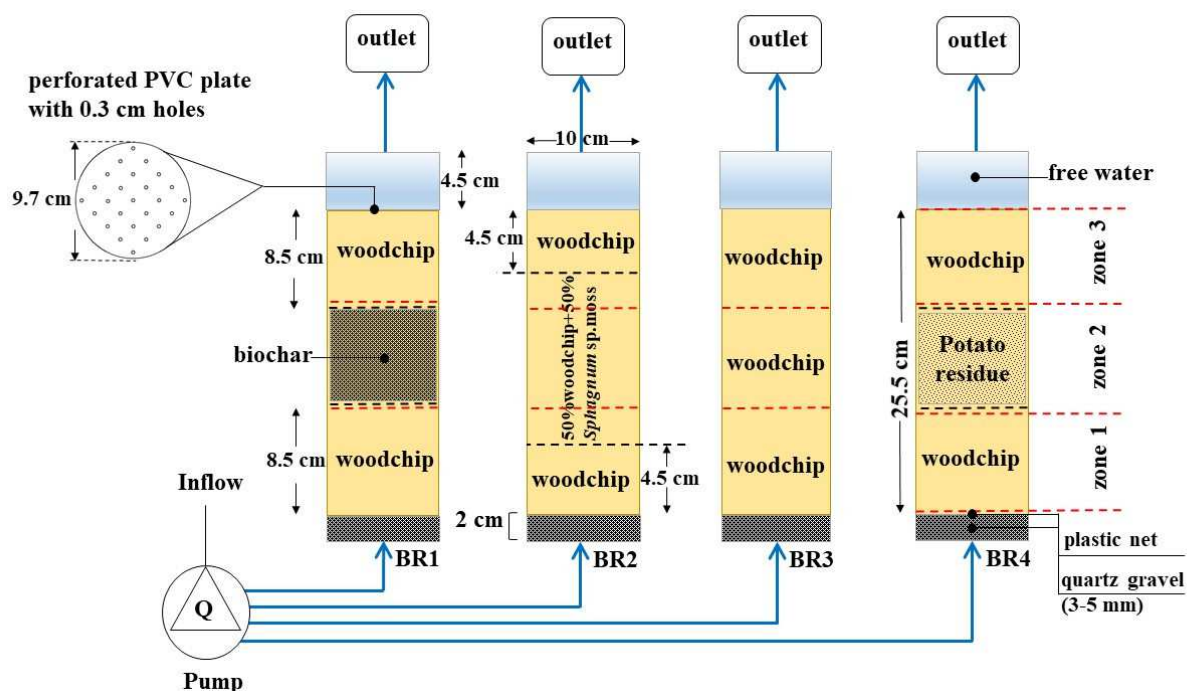 outlet
outlet
outlet
outlet
perforated PVC plate
with 0.3 cm holes
9.7 cm
4.5 cm
10 cm
free water
8.5 cm
woodchip
4.5 cm
woodchip
woodchip
woodchip
zone 3
biochar
50%woodchip+50%
Sphagnum sp.moss
woodchip
25.5 cm
Potato
residue
zone 2
8.5 cm
woodchip
woodchip
4.5 cm
woodchip
woodchip
zone 1
Inflow
2 cm
BR1
BR2
BR3
BR4
plastic net
quartz gravel
(3-5 mm)
Q
Pump